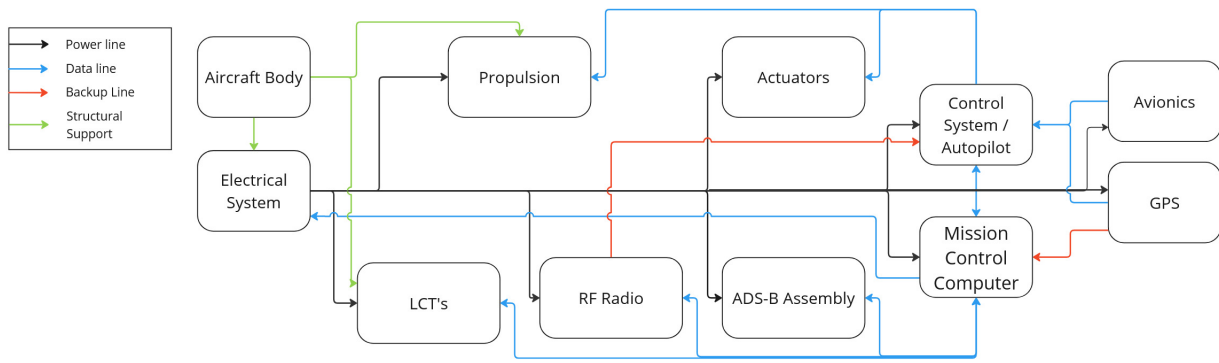 Power line
Data line
Backup Line
Structural
Support
Aircraft Body
Propulsion
Actuators
Control
System /
Autopilot
Avionics
Electrical
System
GPS
Mission
Control
Computer
LCT's
RF Radio
ADS-B Assembly